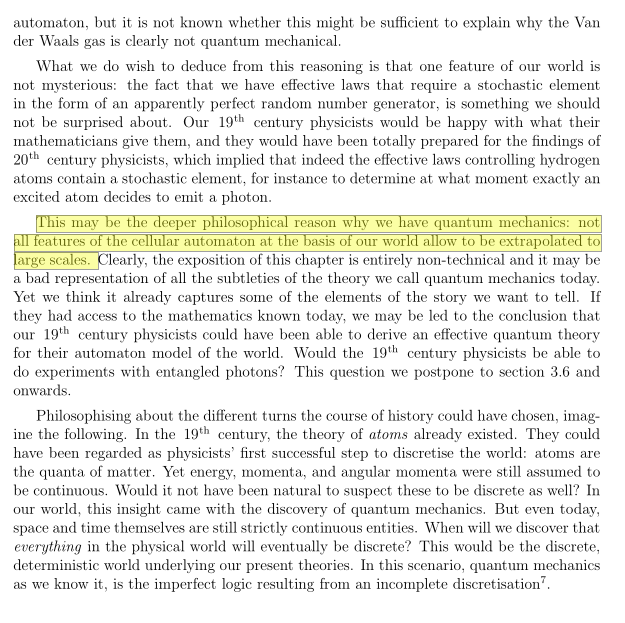 automaton, but it is not known whether this might be sufficient to explain why the Van
der Waals gas is clearly not quantum mechanical.
What we do wish to deduce from this reasoning is that one feature of our world is
not mysterious: the fact that we have effective laws that require a stochastic element
in the form of an apparently perfect random number generator, is something we should
not be surprised about. Our 19th century physicists would be happy with what their
mathematicians give them, and they would have been totally prepared for the findings of
20th century physicists, which implied that indeed the effective laws controlling hydrogen
atoms contain a stochastic element, for instance to determine at what moment exactly an
excited atom decides to emit a photon.
This may be the deeper philosophical reason why we have quantum mechanics: not
all features of the cellular automaton at the basis of our world allow to be extrapolated to
large scales. Clearly, the exposition of this chapter is entirely non-technical and it may be
a bad representation of all the subtleties of the theory we call quantum mechanics today.
Yet we think it already captures some of the elements of the story we want to tell. If
they had access to the mathematics known today, we may be led to the conclusion that
our 19th century physicists could have been able to derive an effective quantum theory
for their automaton model of the world. Would the 19th century physicists be able to
do experiments with entangled photons? This question we postpone to section 3.6 and
onwards.
Philosophising about the different turns the course of history could have chosen, imag-
ine the following. In the 19th century, the theory of atoms already existed. They could
have been regarded as physicists' first successful step to discretise the world: atoms are
the quanta of matter. Yet energy, momenta, and angular momenta were still assumed to
be continuous. Would it not have been natural to suspect these to be discrete as well? In
our world, this insight came with the discovery of quantum mechanics. But even today,
space and time themselves are still strictly continuous entities. When will we discover that
everything in the physical world will eventually be discrete? This would be the discrete,
deterministic world underlying our present theories. In this scenario, quantum mechanics
as we know it, is the imperfect logic resulting from an incomplete discretisation7.